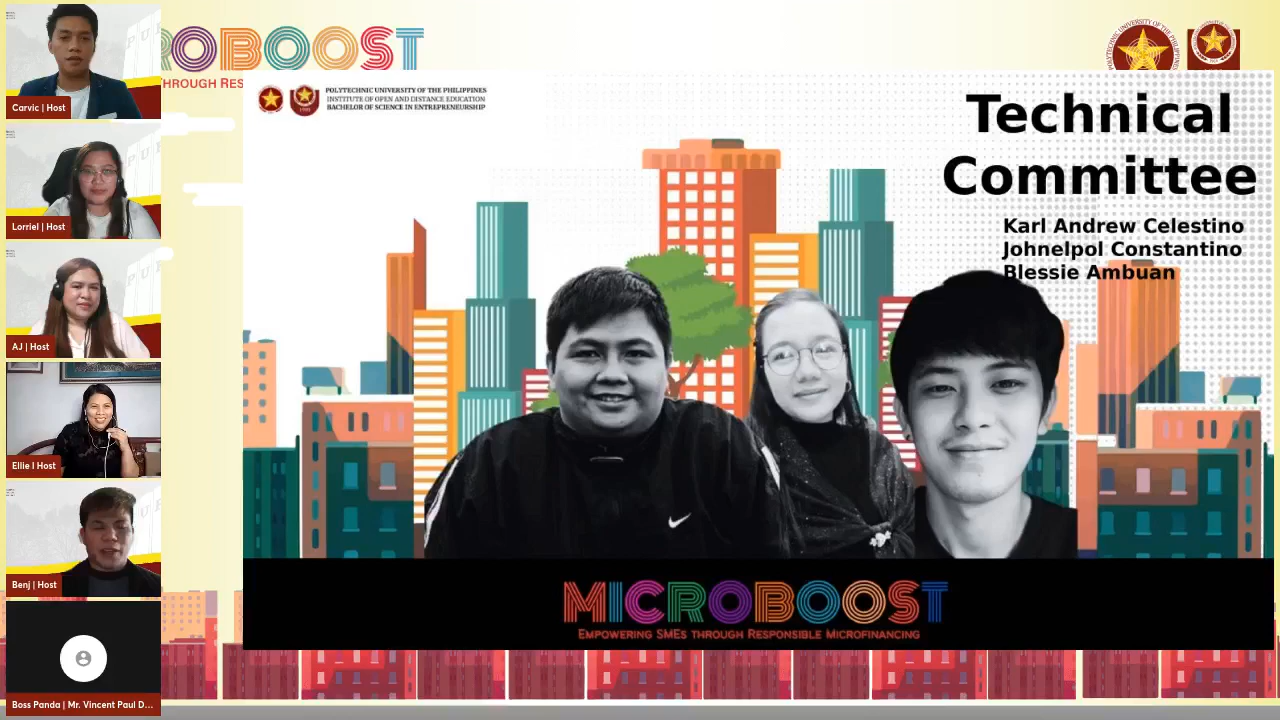 Carvic | Host
Lorriel | Host
AJ | Host
Ellie I Host
Benj | Host
Boss Panda | Mr. Vincent Paul D...
ROBOOST
HROUGH RES
POLYTECHNIC UNIVERSITY OF THE PHILIPPINES
INSTITUTE OF OPEN AND DISTANCE EDUCATION
BACHELOR OF SCIENCE IN ENTREPRENEURSHIP
Technical
Committee
Karl Andrew Celestino
Johnelpol Constantino
Blessie Ambuan
MICROBOOST
EMPOWERING SMES THROUGH RESPONSIBLE MICROFINANCING